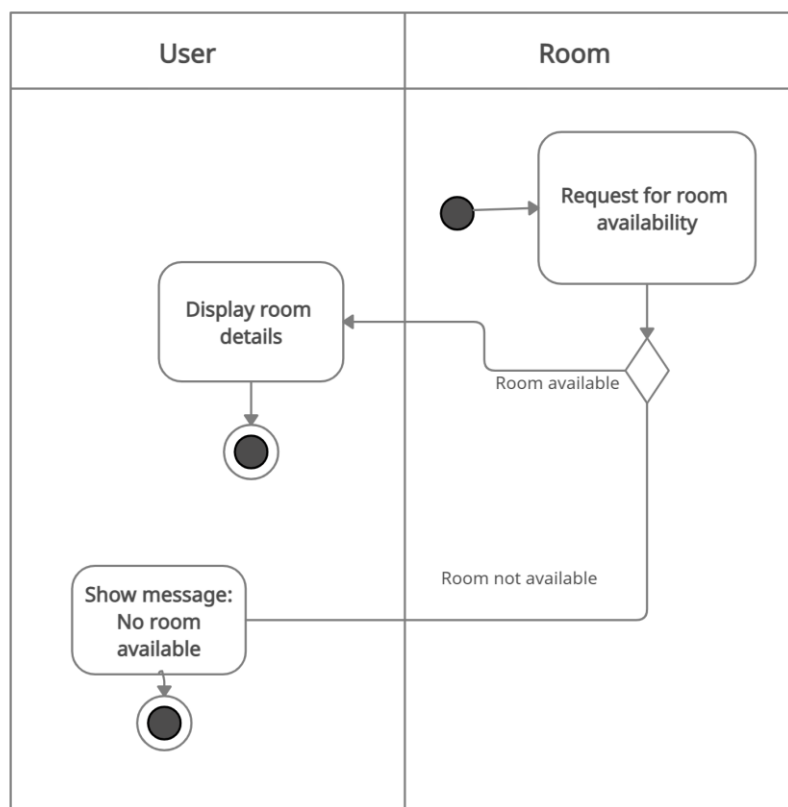 User
Room
Request for room
availability
Display room
details
Room available
Room not available
Show message:
No room
available